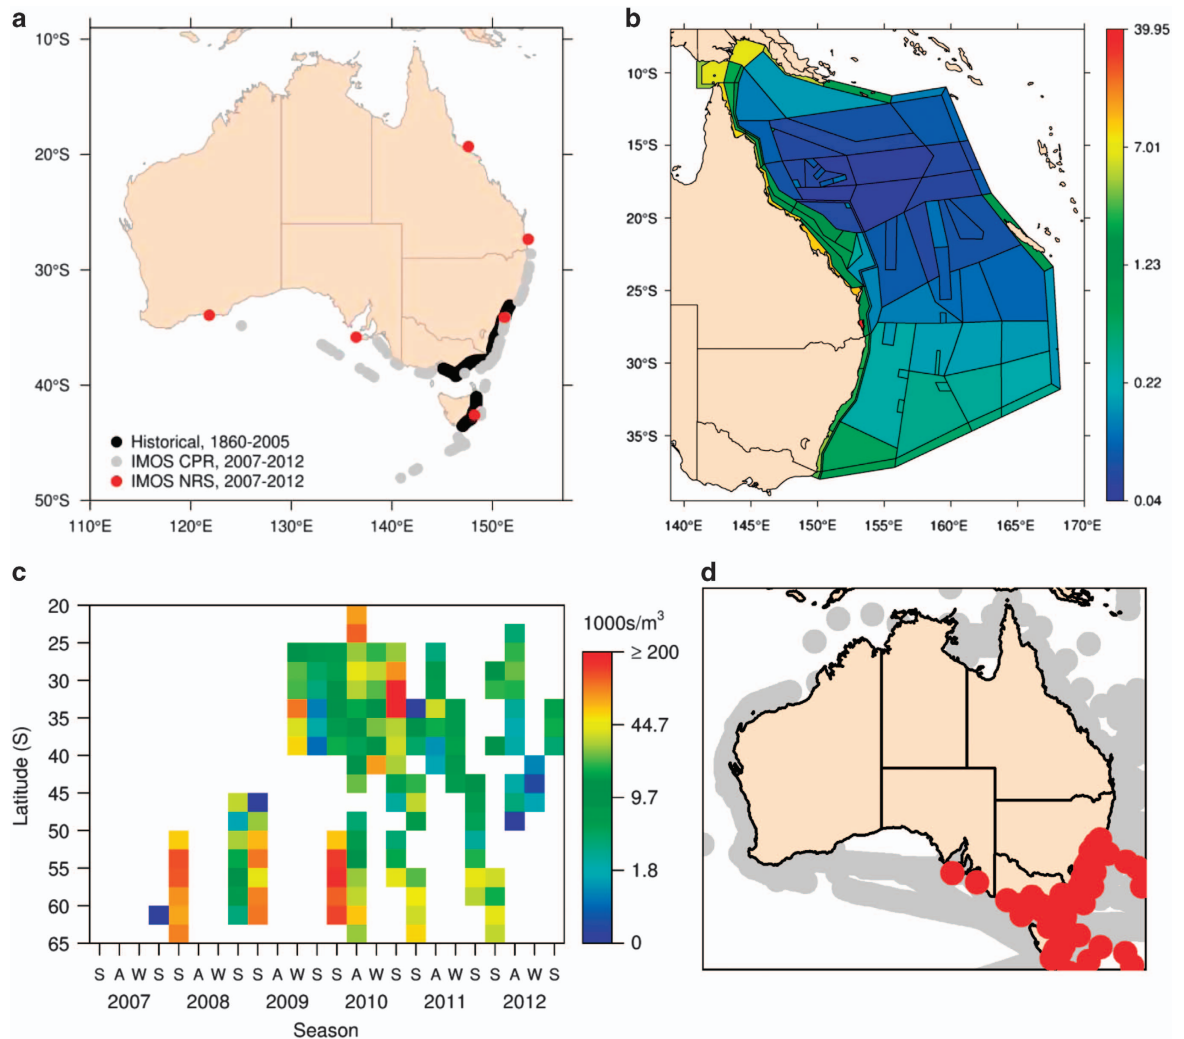 a
10°S
20°S
30°S
40°S
50°S
Historical, 1860-2005
IMOS CPR, 2007-2012
IMOS NRS, 2007-2012
110°E 120°E 130°E 140°E 150°E
b
10°S
15°S
20°S
25°S
30°S
35°S
140°E 145°E 150°E 155°E 160°E 165°E 170°E
39.95
7.01
1.23
0.22
0.04
c
20
25
30
35
40
45
50
55
60
65
Latitude (S)
S A W S S A W S S A W S S A W S S A W S S A W S
2007 2008 2009 2010 2011 2012
Season
1000s/m³
≥ 200
44.7
9.7
1.8
0
d